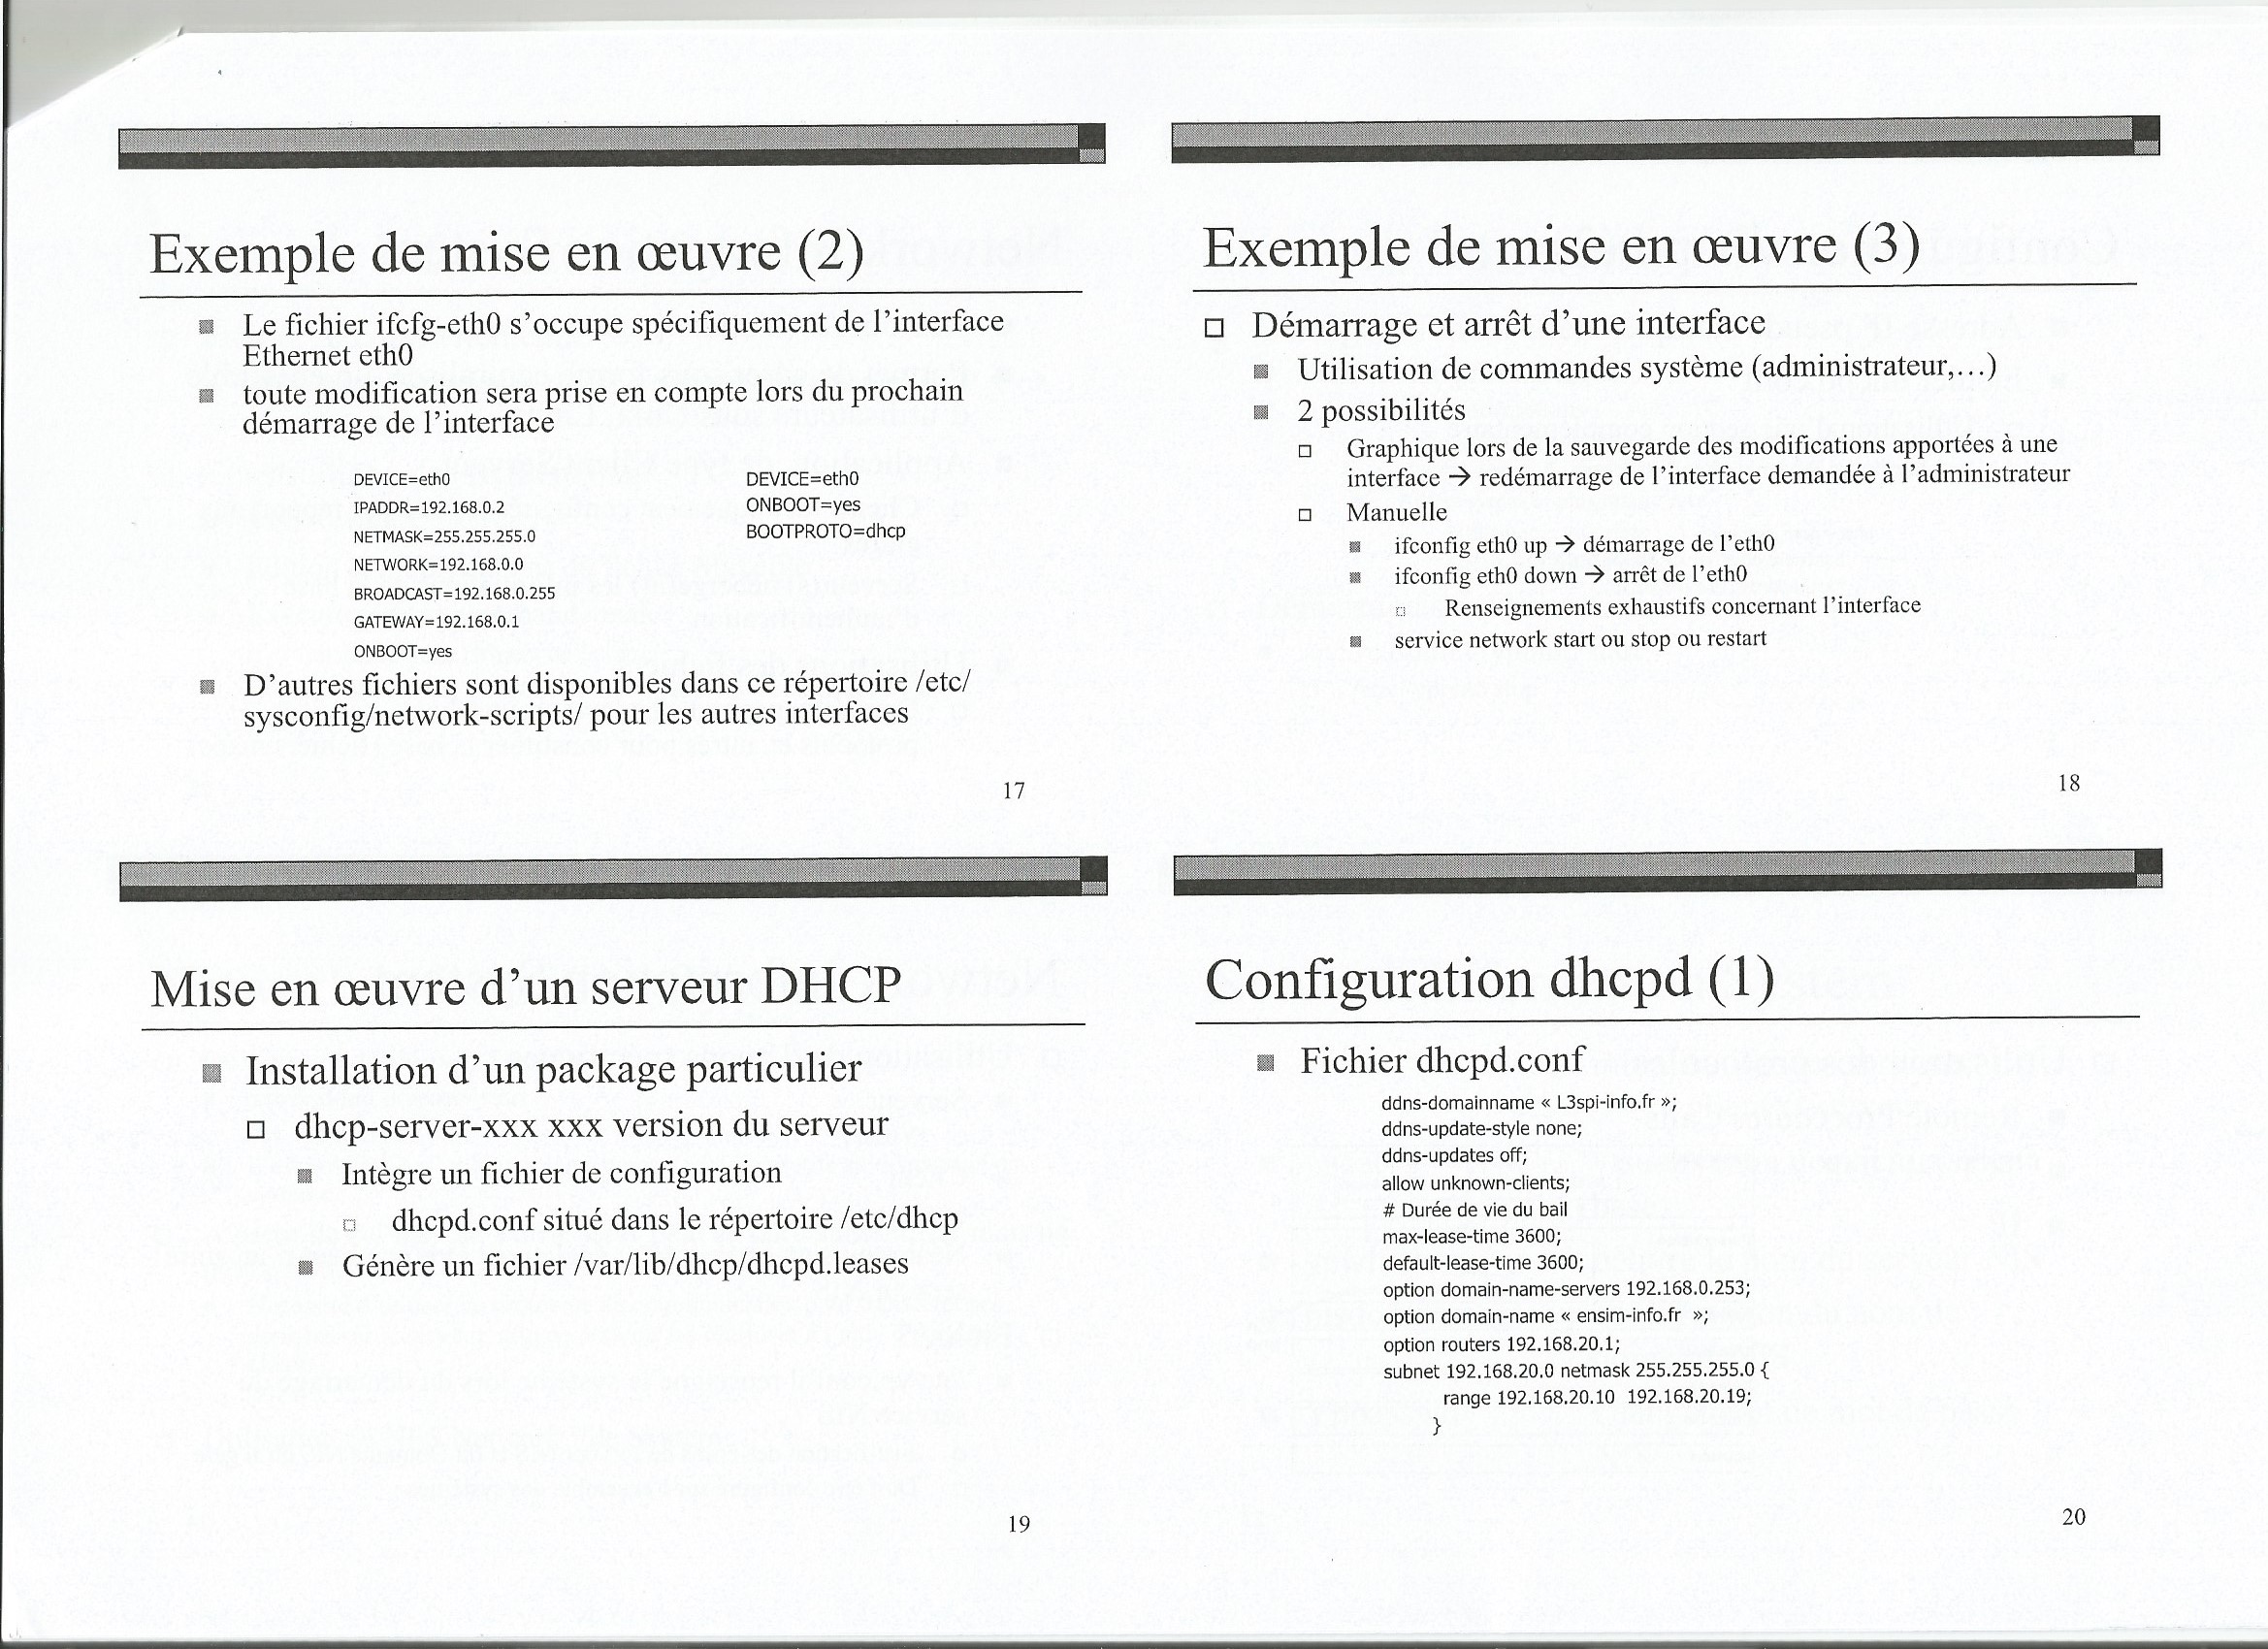 Exemple de mise en œuvre (2)
Le fichier ifcfg-eth0 s’occupe spécifiquement de l’interface
Ethernet eth0
toute modification sera prise en compte lors du prochain
démarrage de l’interface
DEVICE=eth0
IPADDR=192.168.0.2
NETMASK=255.255.255.0
NETWORK=192.168.0.0
BROADCAST=192.168.0.255
GATEWAY=192.168.0.1
ONBOOT=yes
DEVICE=eth0
ONBOOT=yes
BOOTPROTO=dhcp
D’autres fichiers sont disponibles dans ce répertoire /etc/
sysconfig/network-scripts/ pour les autres interfaces
17
Exemple de mise en œuvre (3)
Démarrage et arrêt d’une interface
Utilisation de commandes système (administrateur,…)
2 possibilités
Graphique lors de la sauvegarde des modifications apportées à une
interface → redémarrage de l’interface demandée à l’administrateur
Manuelle
ifconfig eth0 up → démarrage de l’eth0
ifconfig eth0 down → arrêt de l’eth0
Renseignements exhaustifs concernant l’interface
service network start ou stop ou restart
18
Mise en œuvre d’un serveur DHCP
Installation d’un package particulier
dhcp-server-xxx xxx version du serveur
Intègre un fichier de configuration
dhcpd.conf situé dans le répertoire /etc/dhcp
Génère un fichier /var/lib/dhcp/dhcpd.leases
19
Configuration dhcpd (1)
Fichier dhcpd.conf
ddns-domainname « L3spi-info.fr »;
ddns-update-style none;
ddns-updates off;
allow unknown-clients;
# Durée de vie du bail
max-lease-time 3600;
default-lease-time 3600;
option domain-name-servers 192.168.0.253;
option domain-name « ensim-info.fr »;
option routers 192.168.20.1;
subnet 192.168.20.0 netmask 255.255.255.0 {
range 192.168.20.10 192.168.20.19;
}
20